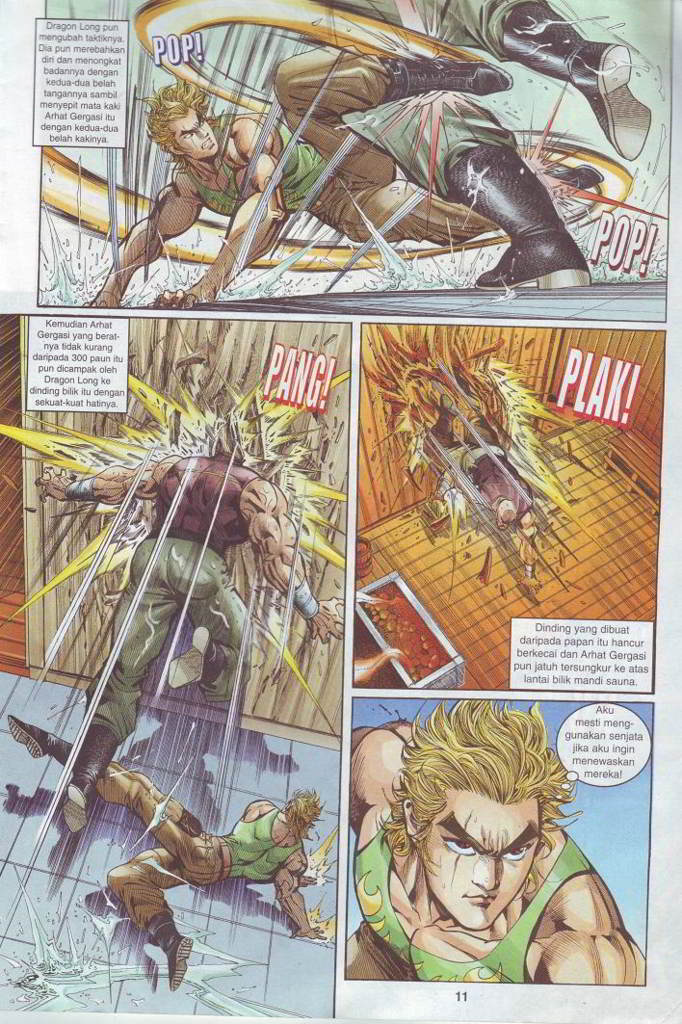 Dragon Long pun
mengubah taktiknya.
Dia pun merebahkan
diri dan menongkat
badannya dengan
kedua-dua belah
tangannya sambil
menyepit mata kaki
Arhat Gergasi itu
dengan kedua-dua
belah kakinya.
POP!
POP!
Kemudian Arhat
Gergasi yang berat-
nya tidak kurang
daripada 300 paun itu
pun dicampak oleh
Dragon Long ke
dinding bilik itu dengan
sekuat-kuat hatinya.
PANG!
PLAK!
Dinding yang dibuat
daripada papan itu hancur
berkecai dan Arhat Gergasi
pun jatuh tersungkur ke atas
lantai bilik mandi sauna.
Aku
mesti meng-
gunakan senjata
jika aku ingin
menewaskan
mereka!
11